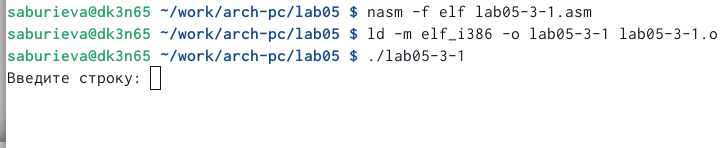 saburieva@dk3n65 ~/work/arch-pc/lab05 $ nasm -f elf lab05-3-1.asm
saburieva@dk3n65 ~/work/arch-pc/lab05 $ ld -m elf_i386 -o lab05-3-1 lab05-3-1.o
saburieva@dk3n65 ~/work/arch-pc/lab05 $ ./lab05-3-1
Введите строку: